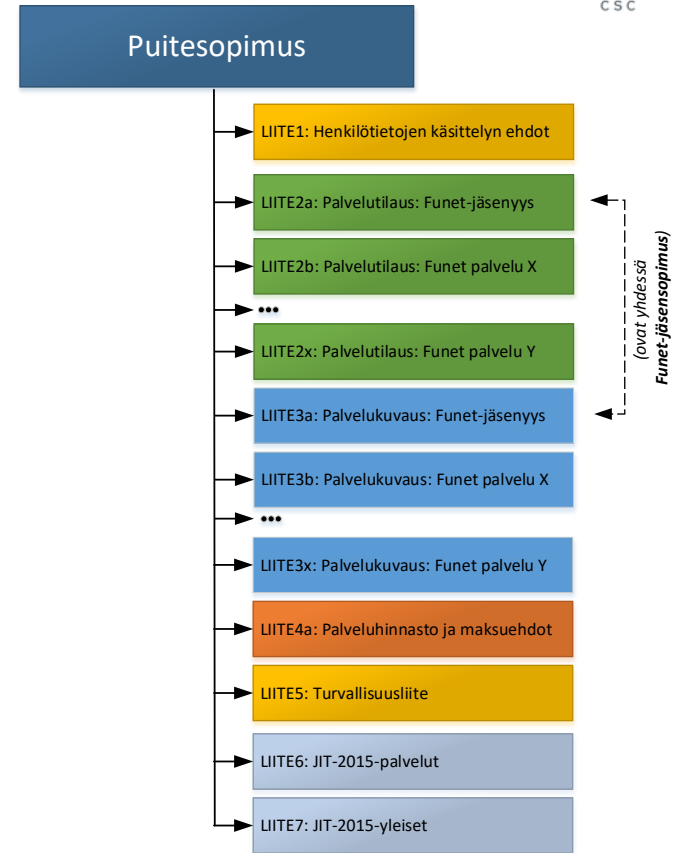 CSC
Puitesopimus
LIITE1: Henkilötietojen käsittelyn ehdot
LIITE2a: Palvelutilaus: Funet-jäsenyys
LIITE2b: Palvelutilaus: Funet palvelu X
•••
LIITE2x: Palvelutilaus: Funet palvelu Y
LIITE3a: Palvelukuvaus: Funet-jäsenyys
LIITE3b: Palvelukuvaus: Funet palvelu X
•••
LIITE3x: Palvelukuvaus: Funet palvelu Y
LIITE4a: Palveluhinnasto ja maksuehdot
LIITE5: Turvallisuusliite
LIITE6: JIT-2015-palvelut
LIITE7: JIT-2015-yleiset
(ovat yhdessä
Funet-jäsensopimus)